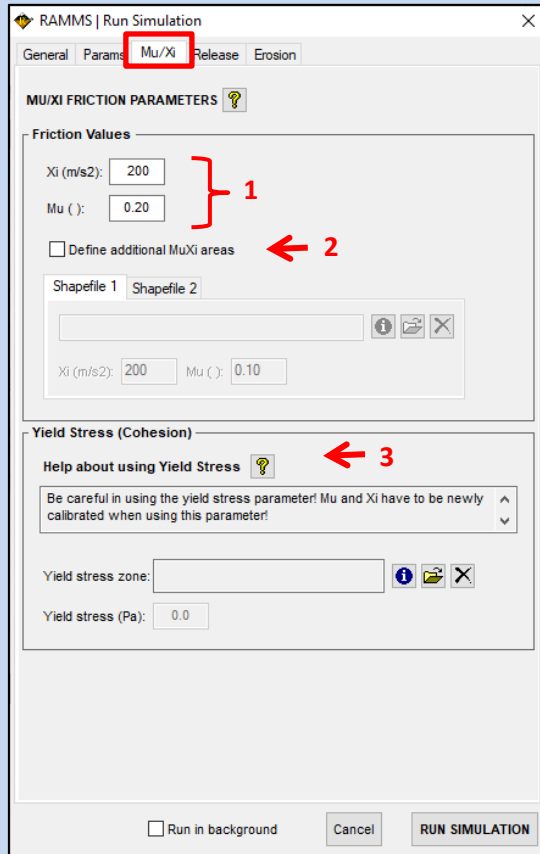 RAMMS | Run Simulation
General Params Mu/Xi Release Erosion
MU/XI FRICTION PARAMETERS ?
Friction Values
Xi (m/s2): 200
1
Mu ( ): 0.20
Define additional MuXi areas 2
Shapefile 1 Shapefile 2
Xi (m/s2): 200 Mu ( ): 0.10
Yield Stress (Cohesion)
Help about using Yield Stress ? 3
Be careful in using the yield stress parameter! Mu and Xi have to be newly
calibrated when using this parameter!
Yield stress zone:
Yield stress (Pa): 0.0
Run in background Cancel RUN SIMULATION